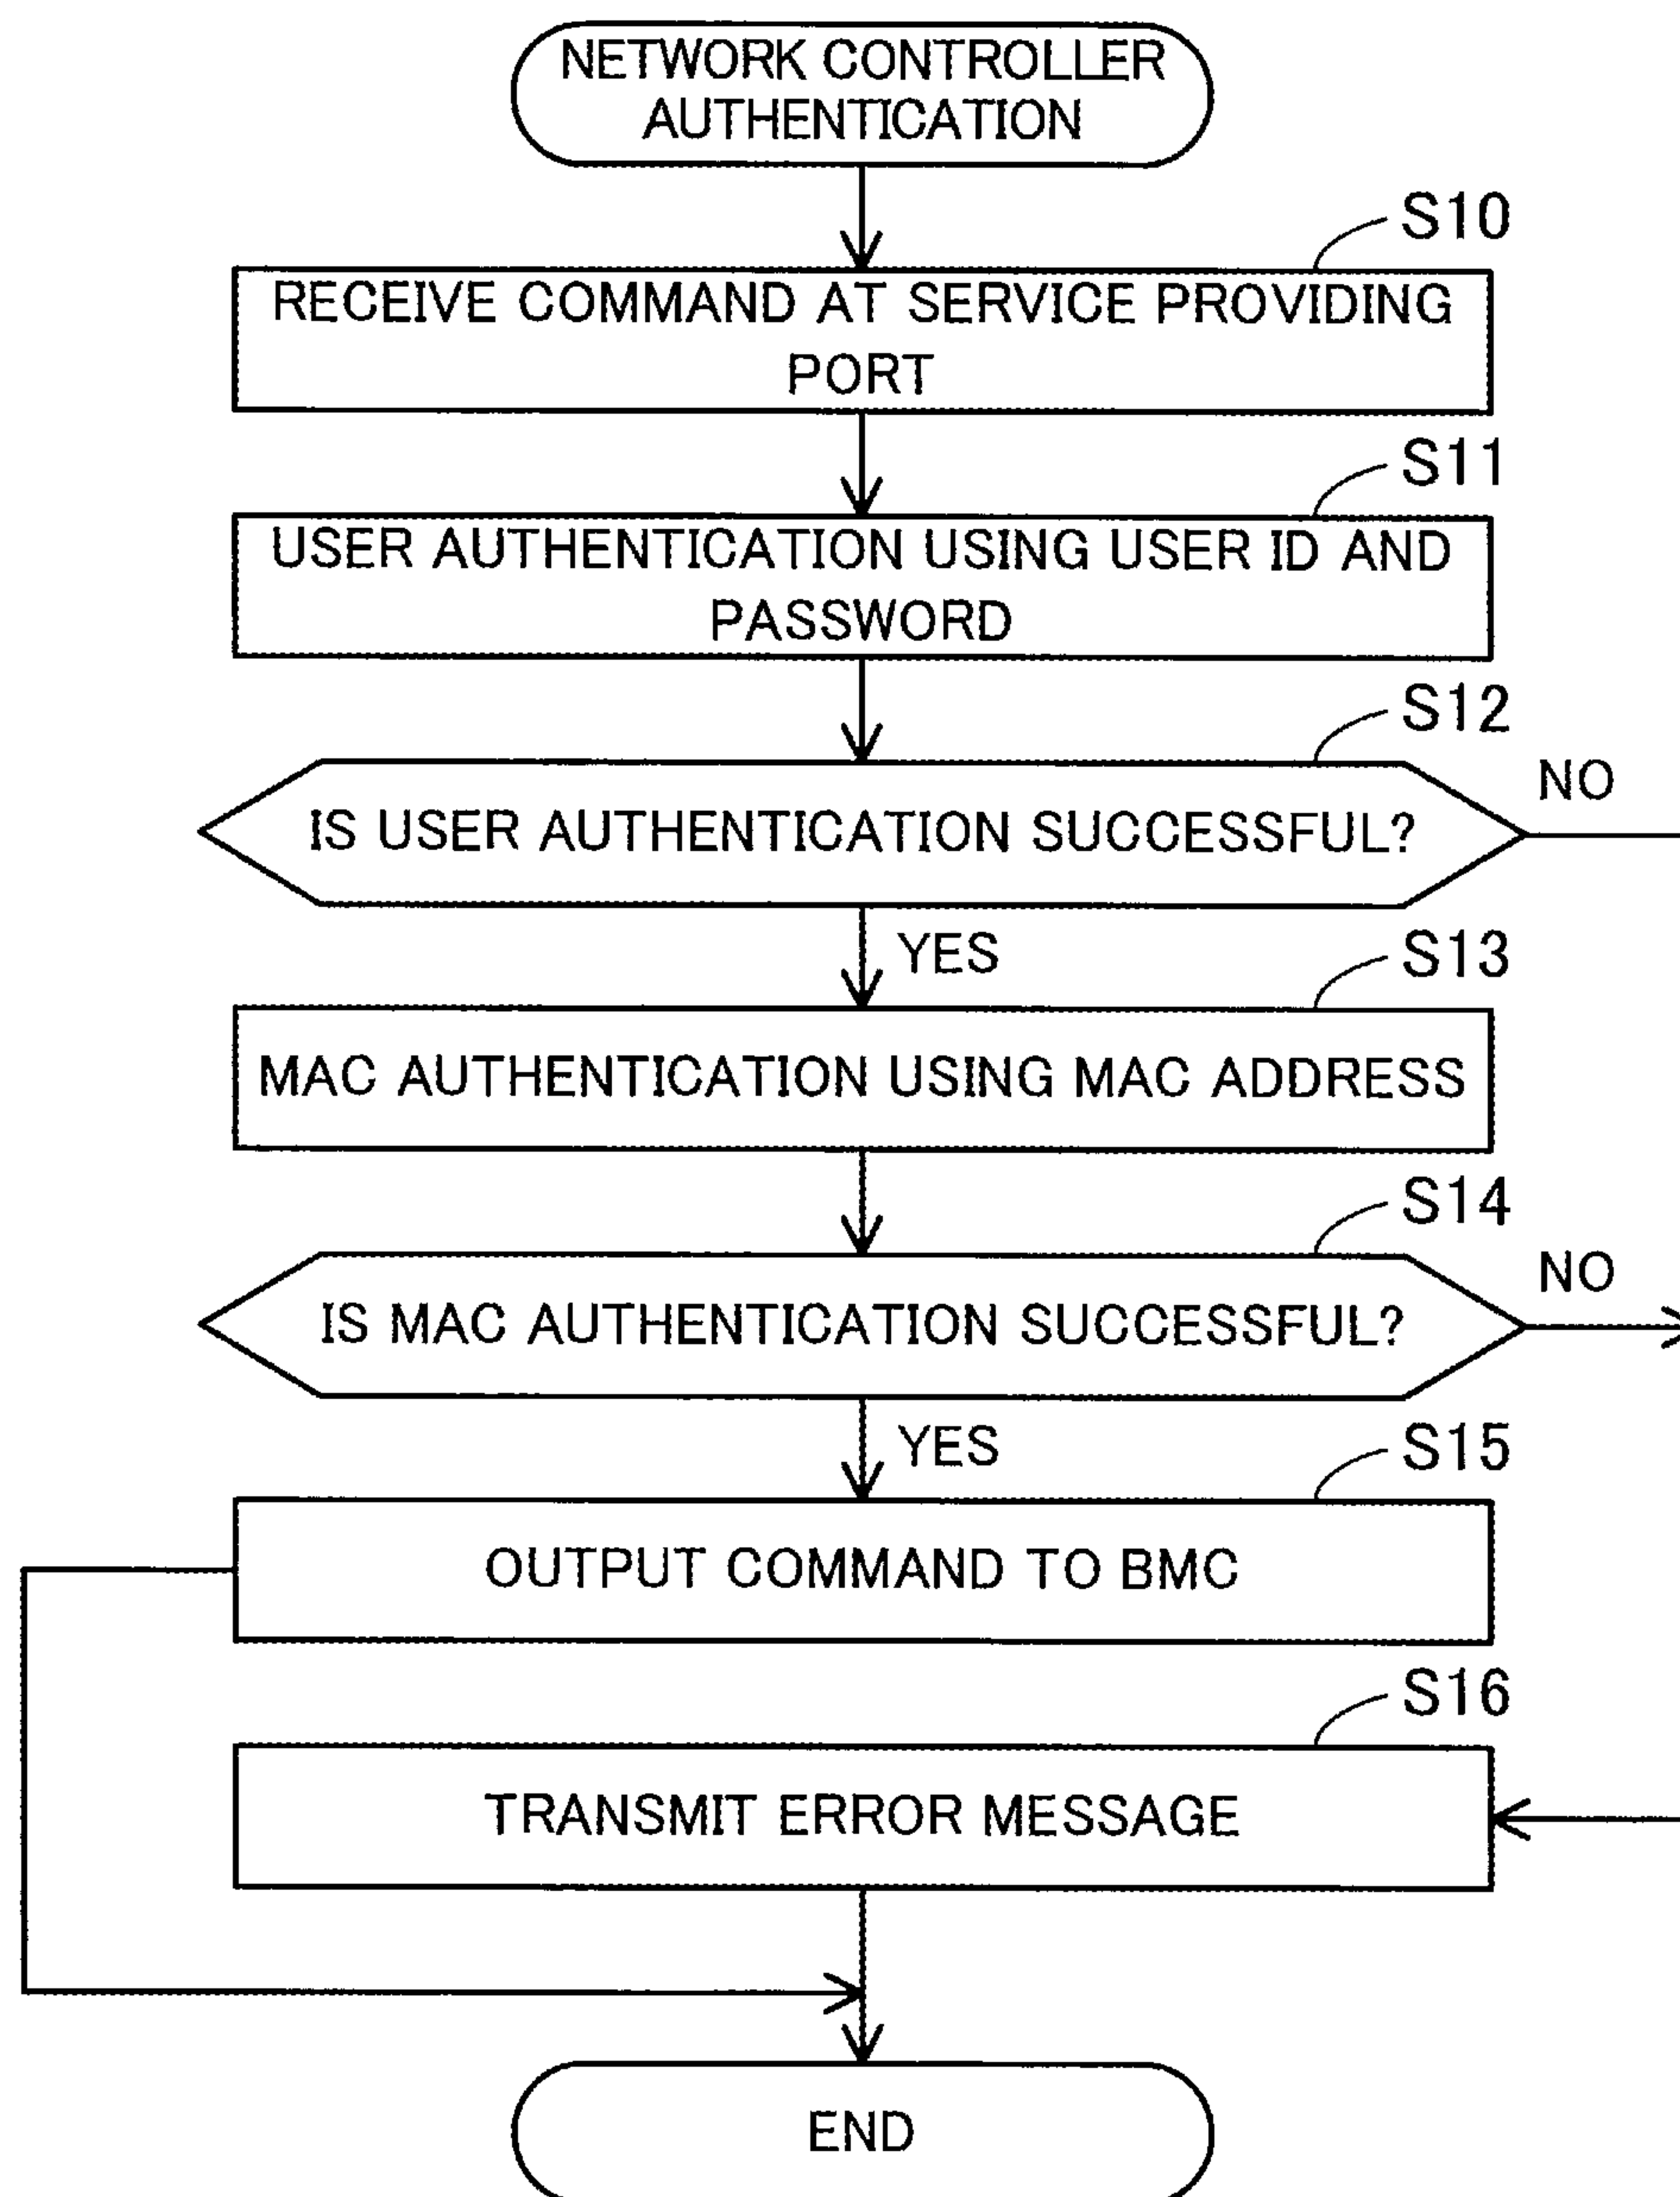 NETWORK CONTROLLER
AUTHENTICATION
S10
RECEIVE COMMAND AT SERVICE PROVIDING
PORT
S11
USER AUTHENTICATION USING USER ID AND
PASSWORD
S12
IS USER AUTHENTICATION SUCCESSFUL?
NO
YES
S13
MAC AUTHENTICATION USING MAC ADDRESS
S14
IS MAC AUTHENTICATION SUCCESSFUL?
NO
YES
S15
OUTPUT COMMAND TO BMC
S16
TRANSMIT ERROR MESSAGE
END